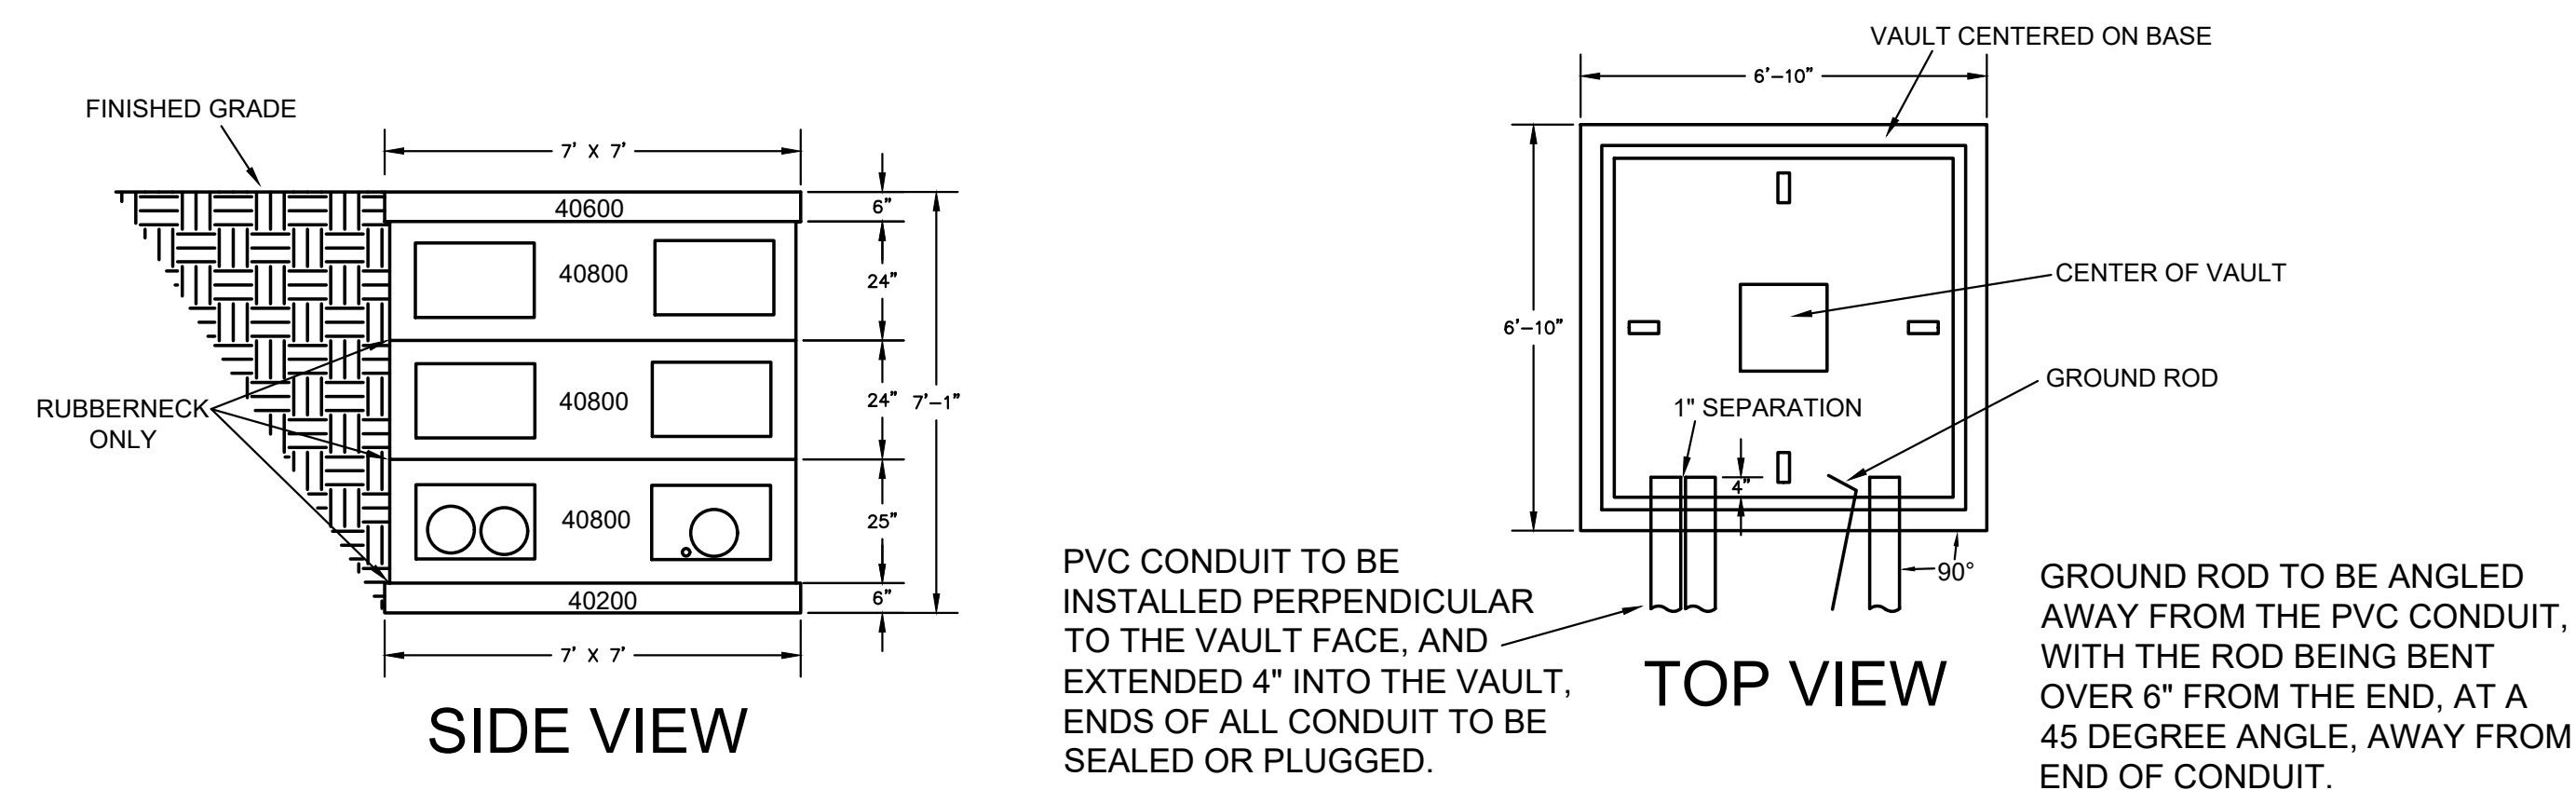 FINISHED GRADE
7' X 7'
40600
6"
40800
24"
40800
24"
7'-1"
RUBBERNECK
ONLY
40800
25"
40200
6"
7' X 7'
SIDE VIEW
VAULT CENTERED ON BASE
6'-10"
CENTER OF VAULT
6'-10"
GROUND ROD
1" SEPARATION
4"
90°
PVC CONDUIT TO BE
INSTALLED PERPENDICULAR
TO THE VAULT FACE, AND
EXTENDED 4" INTO THE VAULT,
ENDS OF ALL CONDUIT TO BE
SEALED OR PLUGGED.
TOP VIEW
GROUND ROD TO BE ANGLED
AWAY FROM THE PVC CONDUIT,
WITH THE ROD BEING BENT
OVER 6" FROM THE END, AT A
45 DEGREE ANGLE, AWAY FROM
END OF CONDUIT.